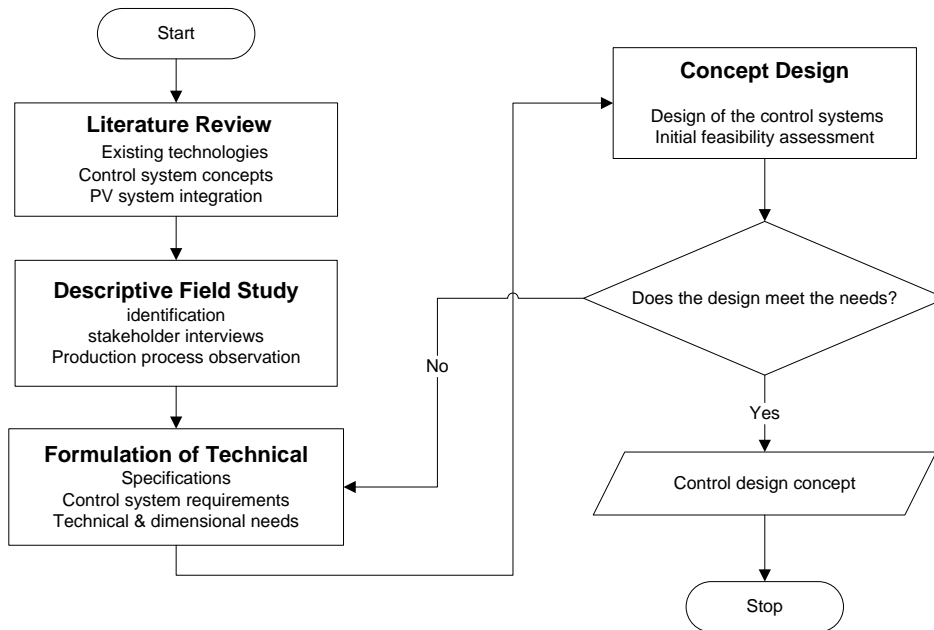 Start
Literature Review
Existing technologies
Control system concepts
PV system integration
Descriptive Field Study
identification
stakeholder interviews
Production process observation
Formulation of Technical
Specifications
Control system requirements
Technical & dimensional needs
Concept Design
Design of the control systems
Initial feasibility assessment
Does the design meet the needs?
No
Yes
Control design concept
Stop